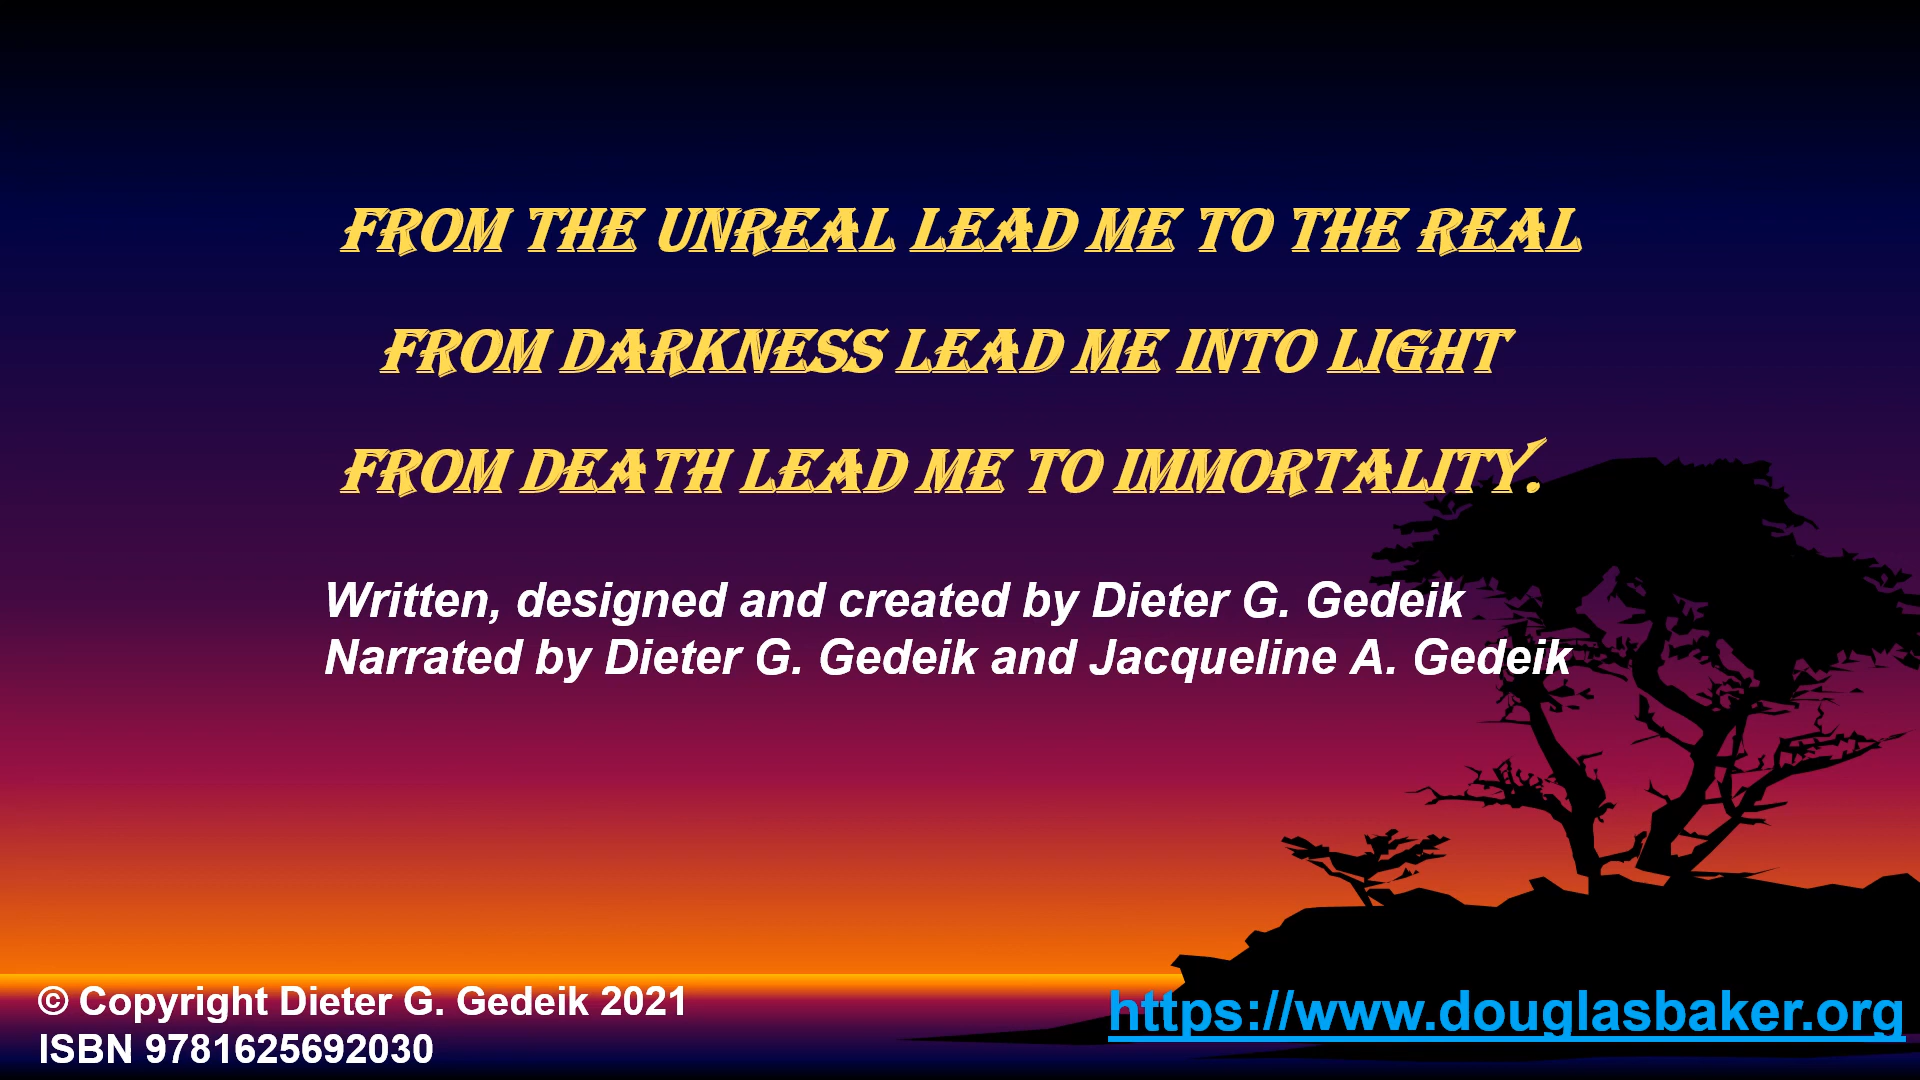 FROM THE UNREAL LEAD ME TO THE REAL
FROM DARKNESS LEAD ME INTO LIGHT
FROM DEATH LEAD ME TO IMMORTALITY.
Written, designed and created by Dieter G. Gedeik
Narrated by Dieter G. Gedeik and Jacqueline A. Gedeik
© Copyright Dieter G. Gedeik 2021
ISBN 9781625692030
https://www.douglasbaker.org